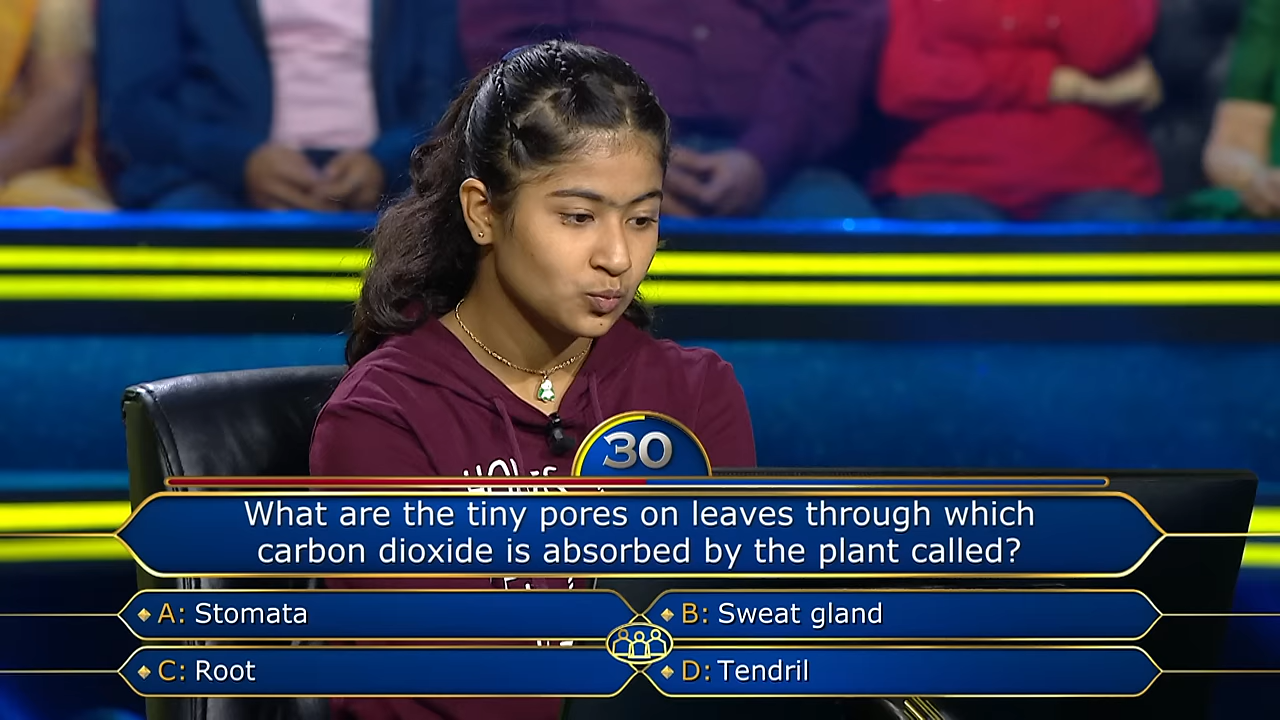 30
What are the tiny pores on leaves through which
carbon dioxide is absorbed by the plant called?
A: Stomata
B: Sweat gland
C: Root
D: Tendril